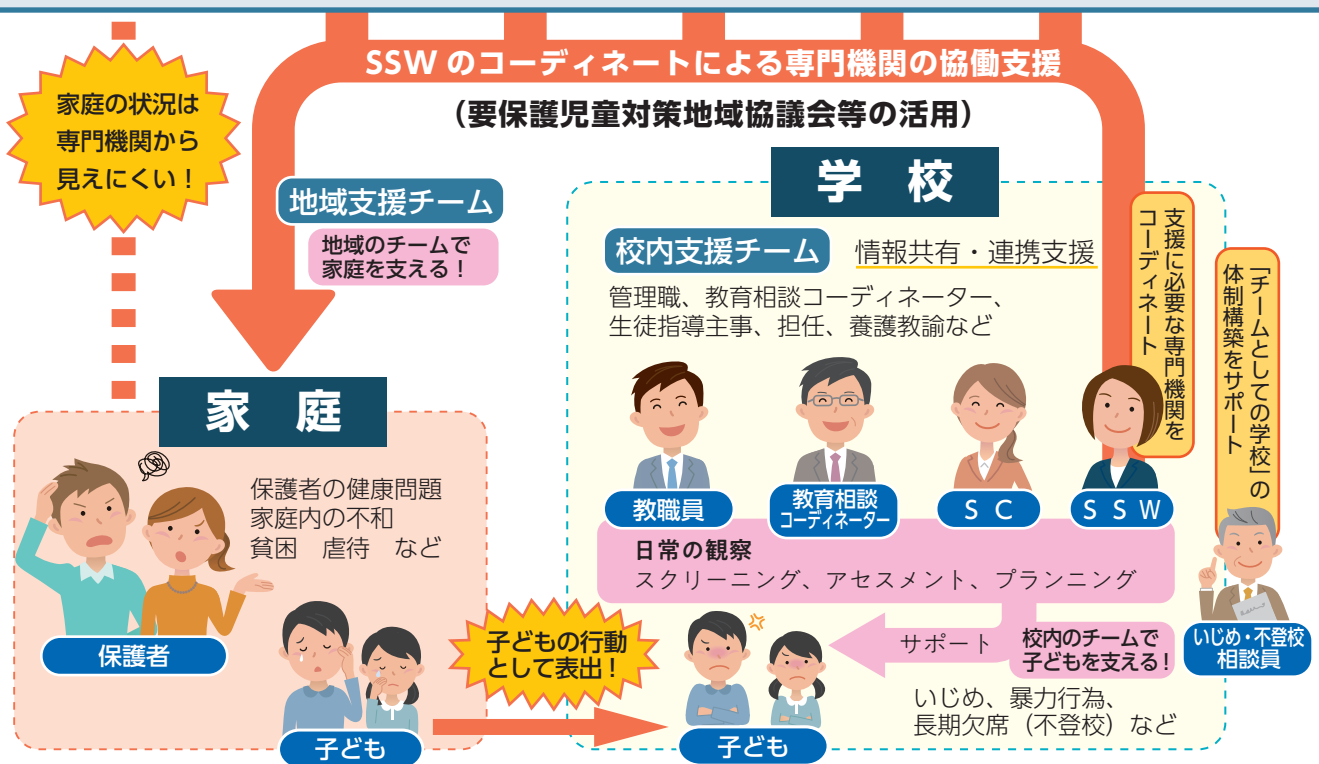 SSW のコーディネートによる専門機関の協働支援
（要保護児童対策地域協議会等の活用）
家庭の状況は
専門機関から
見えにくい！
地域支援チーム
地域のチームで
家庭を支える！
学 校
校内支援チーム
情報共有・連携支援
管理職、教育相談コーディネーター、
生徒指導主事、担任、養護教諭など
支援に必要な専門機関を
コーディネート
「チームとしての学校」の
体制構築をサポート
家 庭
保護者の健康問題
家庭内の不和
貧困 虐待 など
保護者
子ども
教職員
教育相談
コーディネーター
S C
S S W
日常の観察
スクリーニング、アセスメント、プランニング
いじめ・不登校
相談員
子どもの行動
として表出！
サポート
校内のチームで
子どもを支える！
いじめ、暴力行為、
長期欠席（不登校）など
子ども